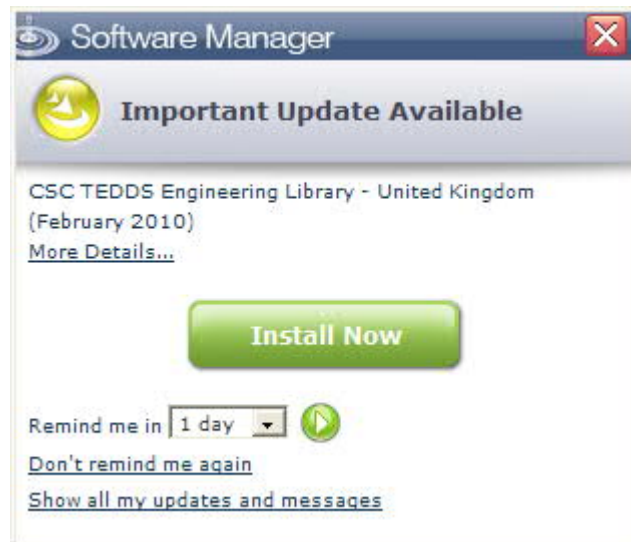 Software Manager
Important Update Available
CSC TEDDS Engineering Library - United Kingdom
(February 2010)
More Details...
Install Now
Remind me in 1 day
Don't remind me again
Show all my updates and messages